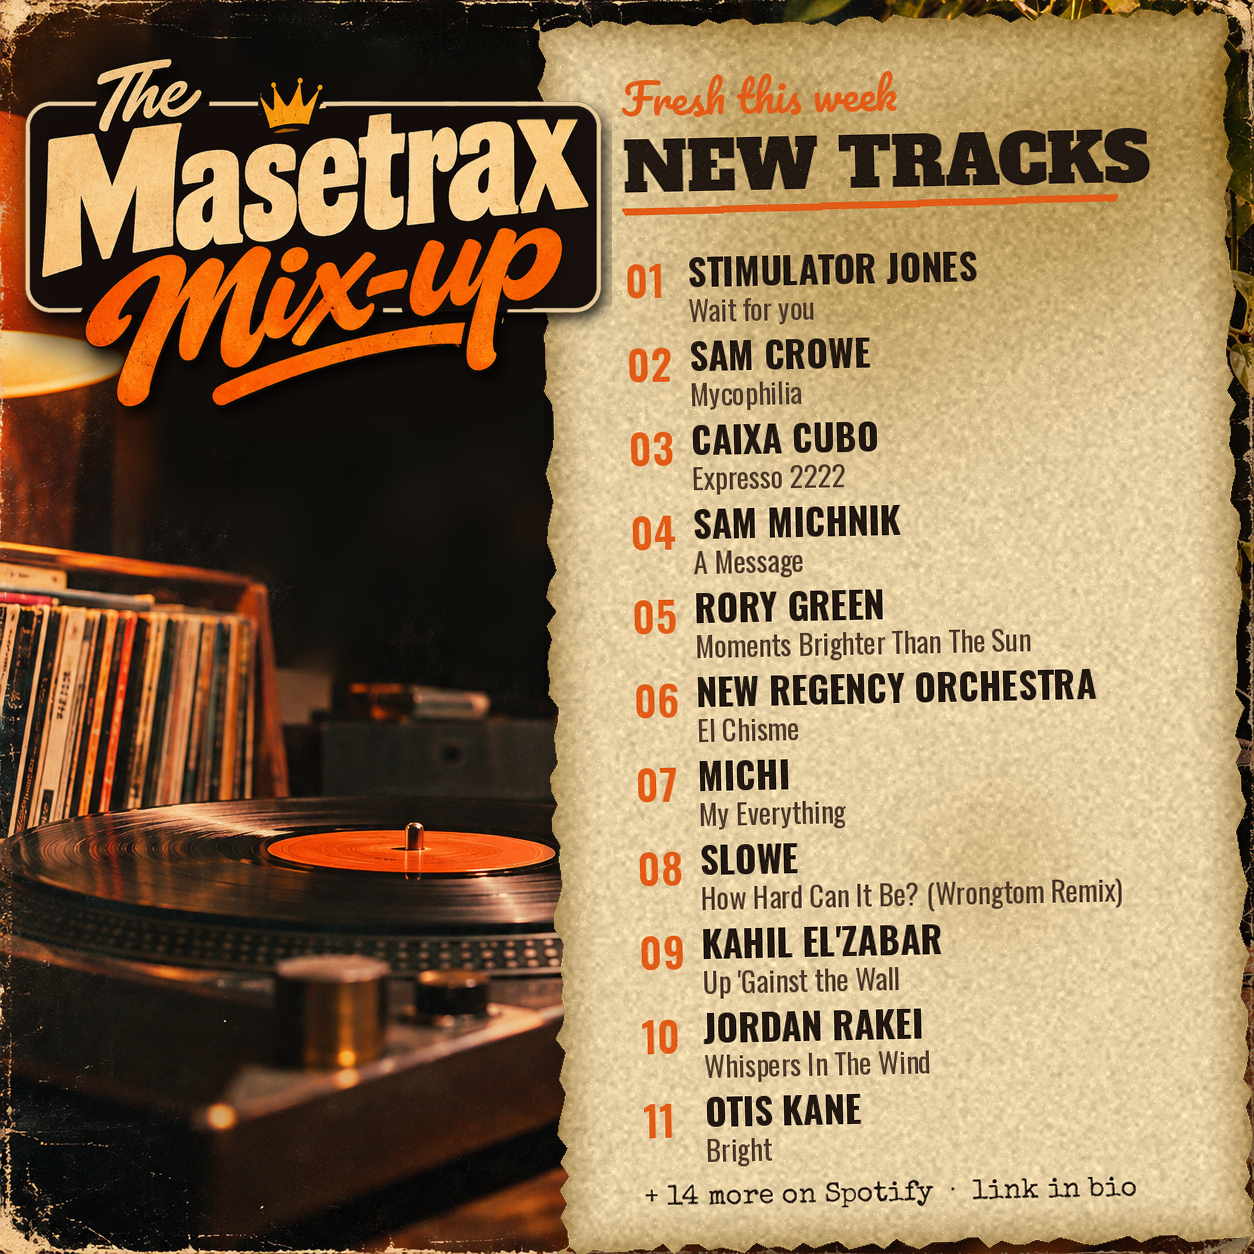 The
Masetrax
Mix-up
Fresh this week
NEW TRACKS
01 STIMULATOR JONES
Wait for you
02 SAM CROWE
Mycophilia
03 CAIXA CUBO
Expresso 2222
04 SAM MICHNIK
A Message
05 RORY GREEN
Moments Brighter Than The Sun
06 NEW REGENCY ORCHESTRA
El Chisme
07 MICHI
My Everything
08 SLOWE
How Hard Can It Be? (Wrongtom Remix)
09 KAHIL EL'ZABAR
Up 'Gainst the Wall
10 JORDAN RAKEI
Whispers In The Wind
11 OTIS KANE
Bright
+ 14 more on Spotify · link in bio